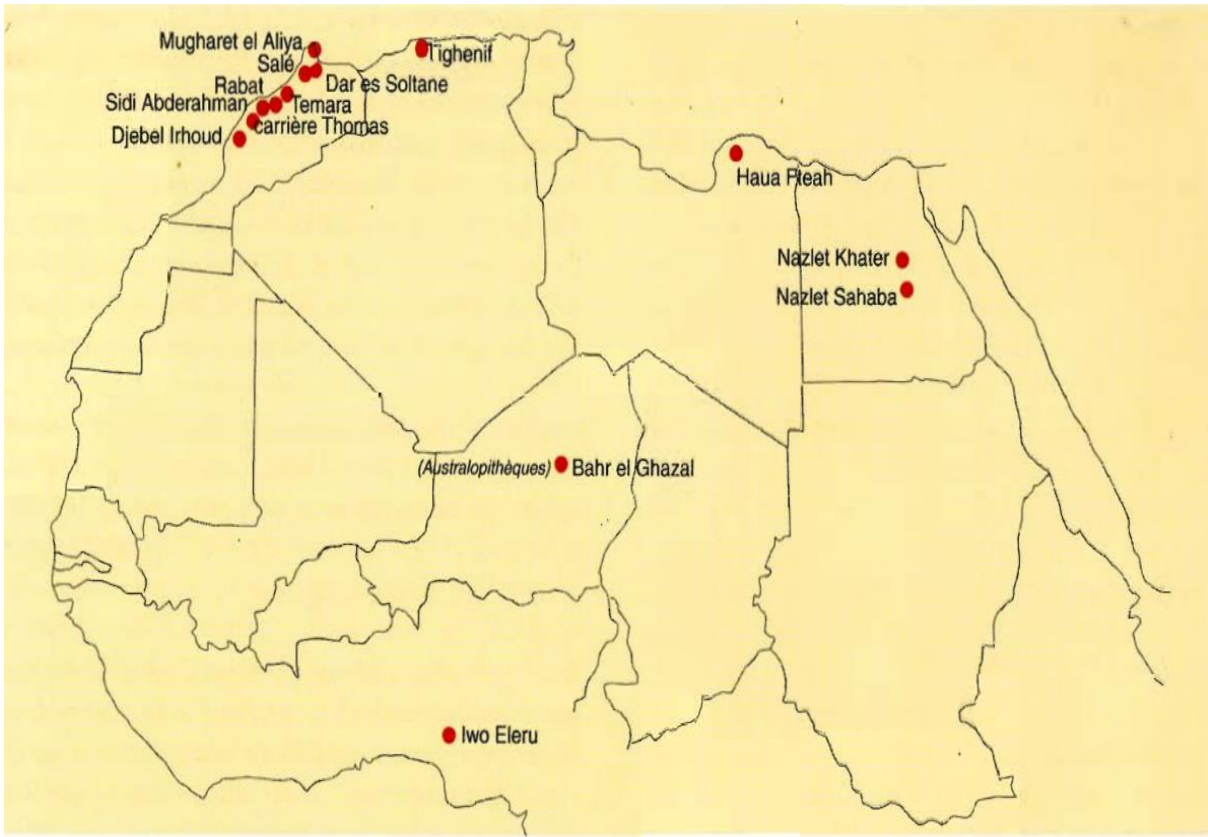 Mugharet el Aliya
Tighenif
Salé
Dar es Soltane
Rabat
Temara
Sidi Abderahman
carrière Thomas
Djebel Irhoud
Haua Fteah
Nazlet Khater
Nazlet Sahaba
(Australopithèques)
Bahr el Ghazal
Iwo Eleru